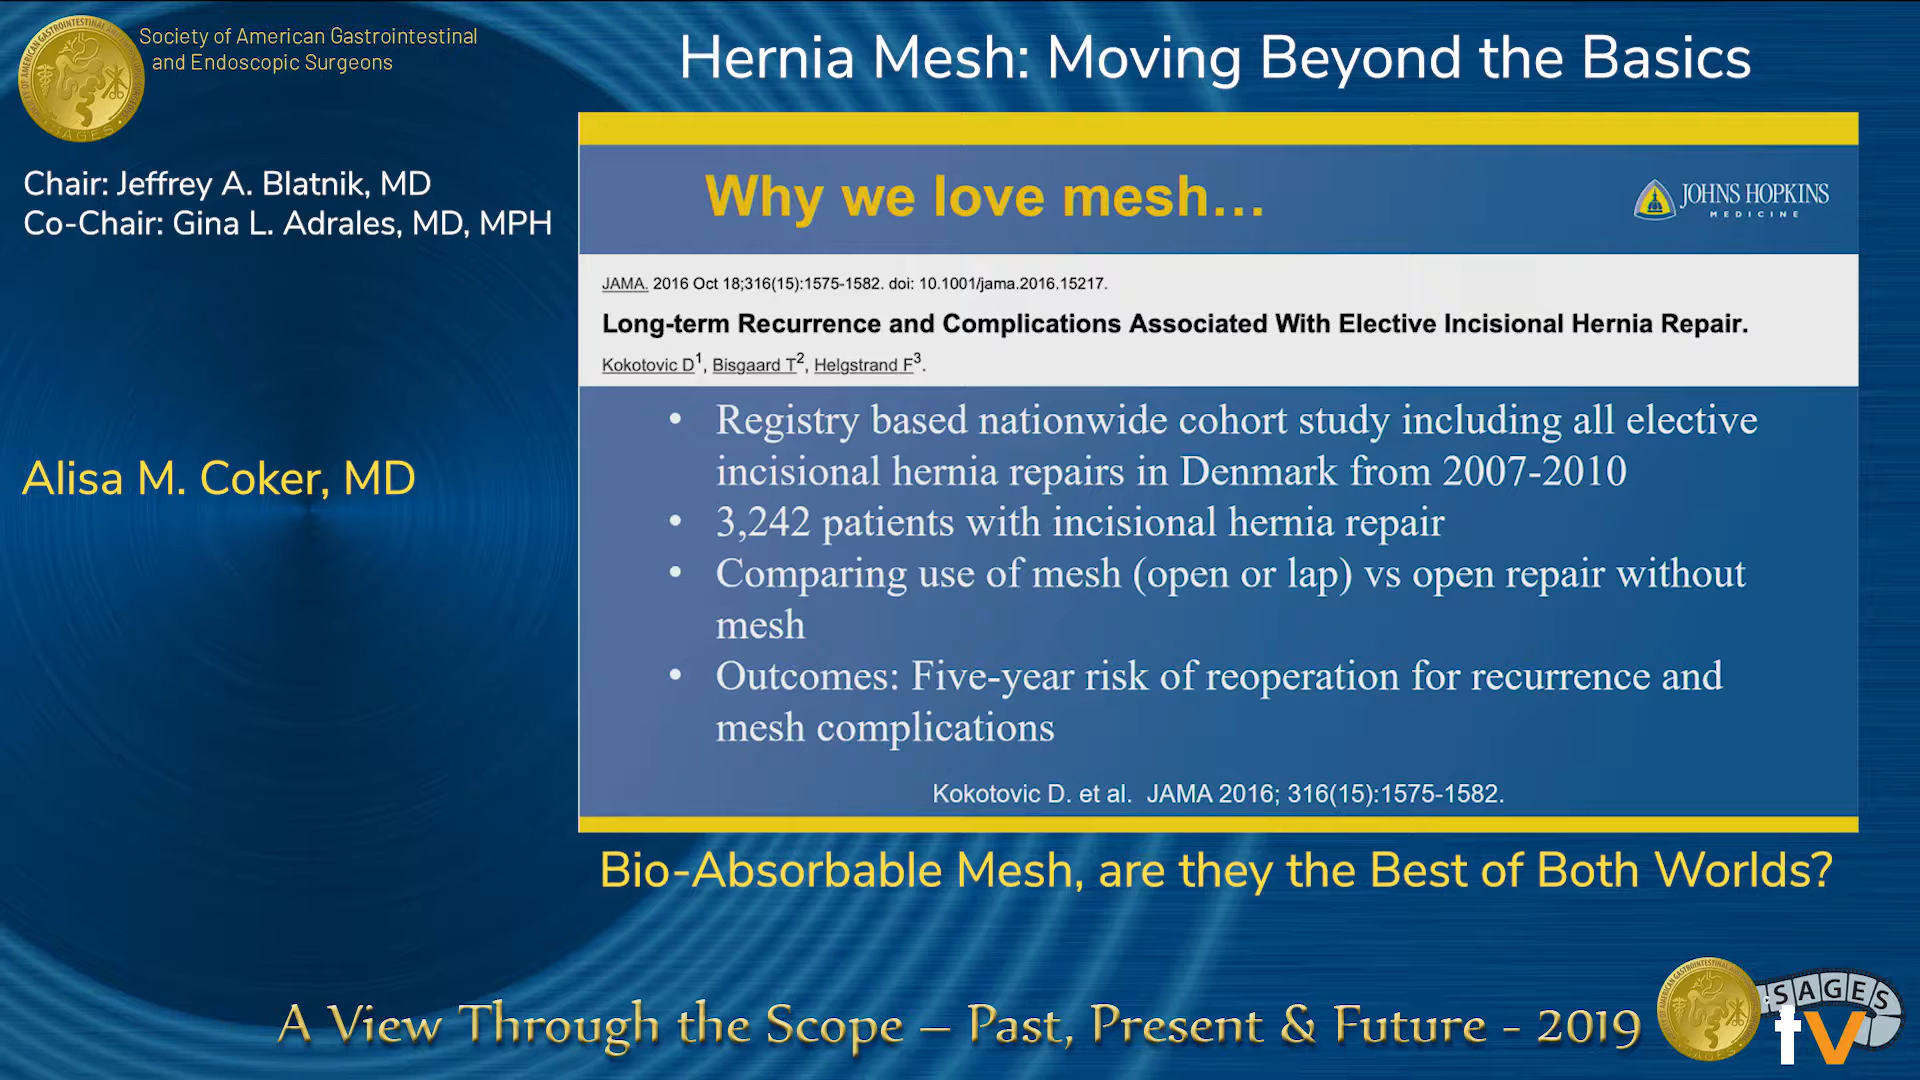 Society of American Gastrointestinal
and Endoscopic Surgeons
Hernia Mesh: Moving Beyond the Basics
Chair: Jeffrey A. Blatnik, MD
Co-Chair: Gina L. Adrales, MD, MPH
Alisa M. Coker, MD
Why we love mesh...
JOHNS HOPKINS
MEDICINE
JAMA. 2016 Oct 18;316(15):1575-1582. doi: 10.1001/jama.2016.15217.
Long-term Recurrence and Complications Associated With Elective Incisional Hernia Repair.
Kokotovic D1, Bisgaard T2, Helgstrand F3.
• Registry based nationwide cohort study including all elective
incisional hernia repairs in Denmark from 2007-2010
• 3,242 patients with incisional hernia repair
• Comparing use of mesh (open or lap) vs open repair without
mesh
• Outcomes: Five-year risk of reoperation for recurrence and
mesh complications
Kokotovic D. et al. JAMA 2016; 316(15):1575-1582.
Bio-Absorbable Mesh, are they the Best of Both Worlds?
A View Through the Scope – Past, Present & Future - 2019
SAGES
tv